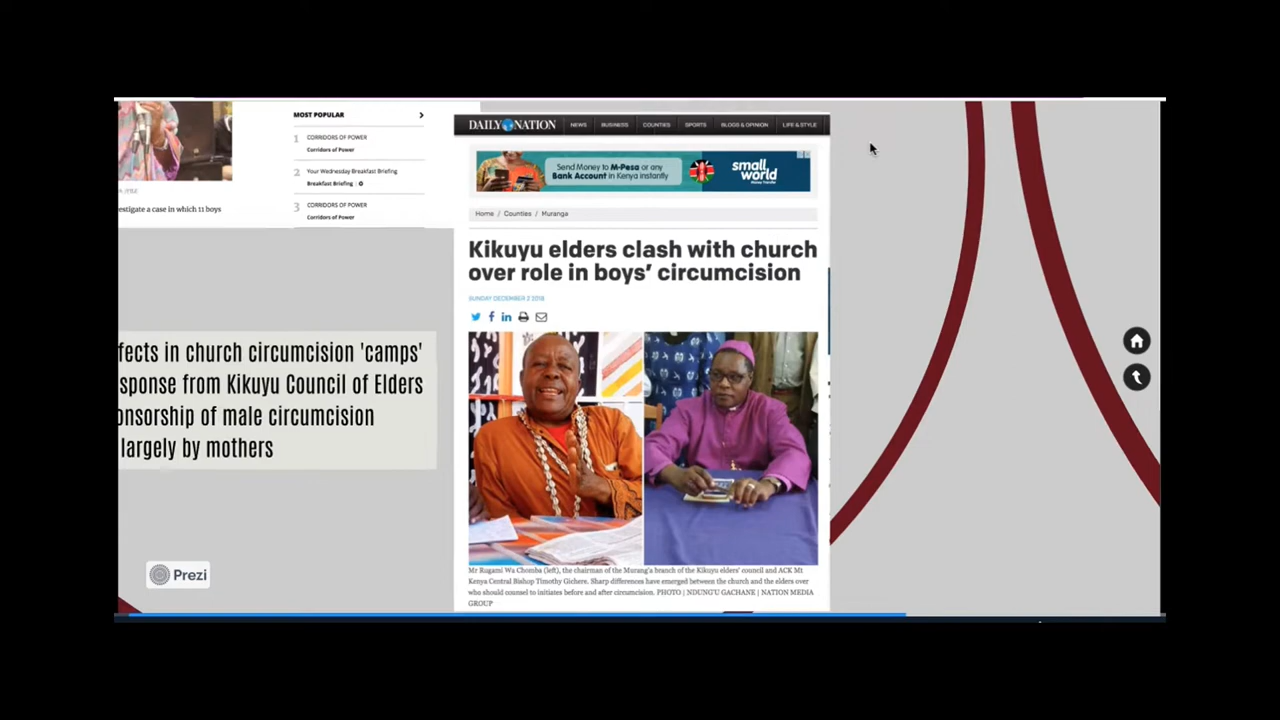 MOST POPULAR
1 CORRIDORS OF POWER
Corridors of Power
2 Your Wednesday Breakfast Briefing
Breakfast Briefing
3 CORRIDORS OF POWER
Corridors of Power
estigate a case in which 11 boys
fects in church circumcision 'camps'
sponse from Kikuyu Council of Elders
onsorship of male circumcision
largely by mothers
Prezi
DAILY NATION NEWS BUSINESS COUNTIES SPORTS BLOGS & OPINION LIFE & STYLE
Send Money to M-Pesa or any
Bank Account in Kenya instantly
small
world
Money Transfer
Home / Counties / Muranga
Kikuyu elders clash with church
over role in boys' circumcision
SUNDAY DECEMBER 2 2018
Mr Rugami Wa Chomba (left), the chairman of the Murang'a branch of the Kikuyu elders' council and ACK Mt
Kenya Central Bishop Timothy Gichere. Sharp differences have emerged between the church and the elders over
who should counsel to initiates before and after circumcision. PHOTO | NDUNG'U GACHANE | NATION MEDIA
GROUP